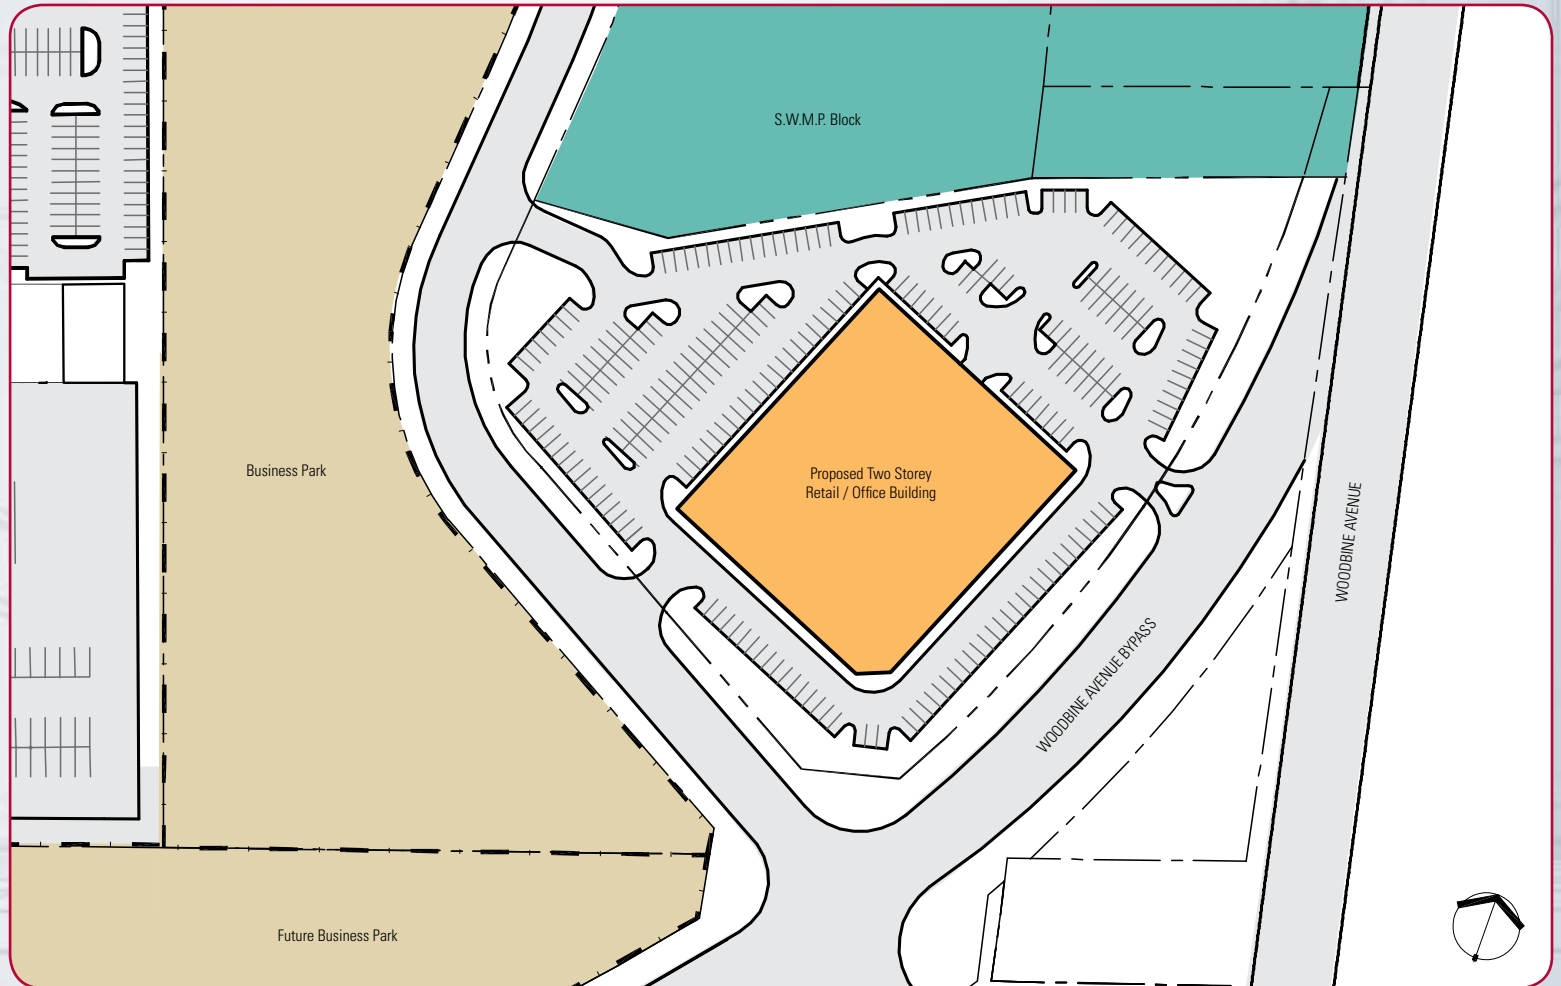 S.W.M.P. Block
Business Park
Proposed Two Storey
Retail / Office Building
WOODBINE AVENUE
WOODBINE AVENUE BYPASS
Future Business Park